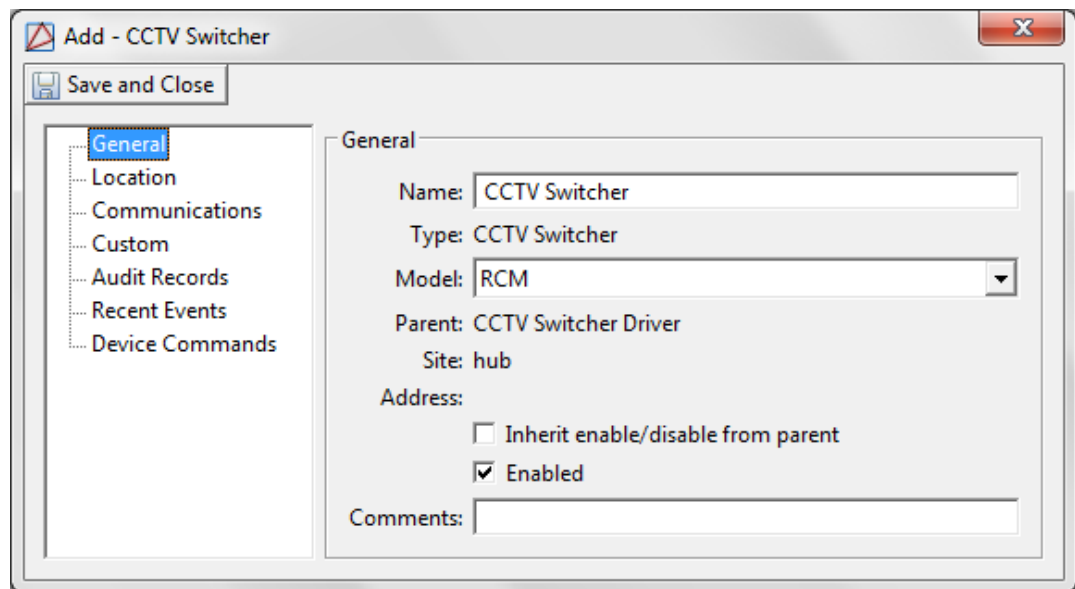 Add - CCTV Switcher
Save and Close
General
Location
Communications
Custom
Audit Records
Recent Events
Device Commands
General
Name: CCTV Switcher
Type: CCTV Switcher
Model: RCM
Parent: CCTV Switcher Driver
Site: hub
Address:
Inherit enable/disable from parent
Enabled
Comments: